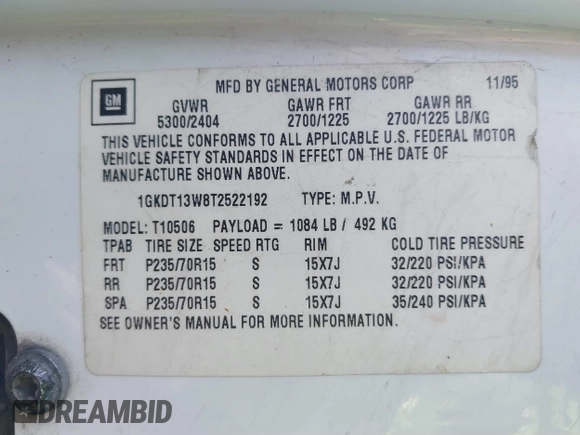 MFD BY GENERAL MOTORS CORP 11/95
GM
GVWR GAWR FRT GAWR RR
5300/2404 2700/1225 2700/1225 LB/KG
THIS VEHICLE CONFORMS TO ALL APPLICABLE U.S. FEDERAL MOTOR
VEHICLE SAFETY STANDARDS IN EFFECT ON THE DATE OF
MANUFACTURE SHOWN ABOVE.
1GKDT13W8T2522192 TYPE: M.P.V.
MODEL: T10506 PAYLOAD = 1084 LB / 492 KG
TPAB TIRE SIZE SPEED RTG RIM COLD TIRE PRESSURE
FRT P235/70R15 S 15X7J 32/220 PSI/KPA
RR P235/70R15 S 15X7J 32/220 PSI/KPA
SPA P235/70R15 S 15X7J 35/240 PSI/KPA
SEE OWNER'S MANUAL FOR MORE INFORMATION.
DREAMBID